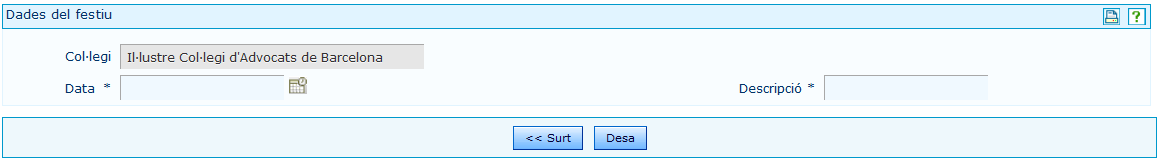 Dades del festiu
Col·legi Il·lustre Col·legi d'Advocats de Barcelona
Data * Descripció *
<< Surt Desa